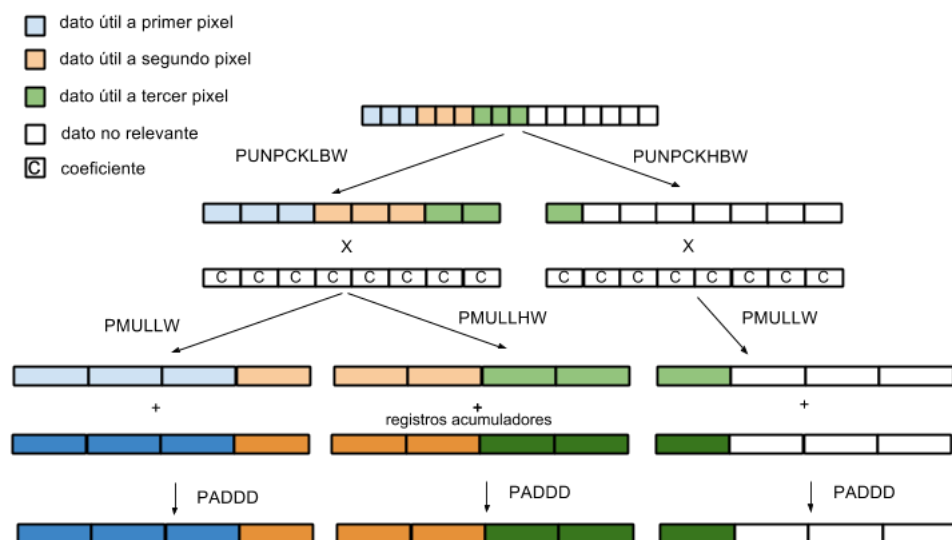 dato útil a primer pixel
dato útil a segundo pixel
dato útil a tercer pixel
dato no relevante
C coeficiente
PUNPCKLBW
PUNPCKHBW
X
X
C C C C C C C C
C C C C C C C C
PMULLW
PMULLHW
PMULLW
+
+
+
registros acumuladores
PADDD
PADDD
PADDD